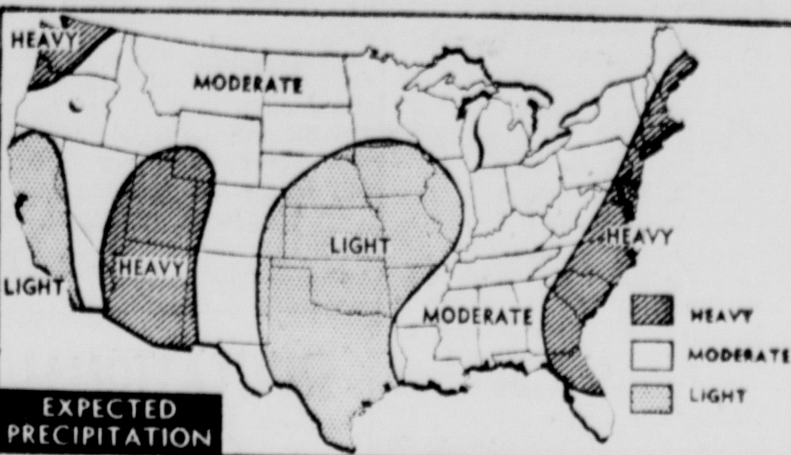 HEAVY
MODERATE
LIGHT
HEAVY
LIGHT
MODERATE
HEAVY
HEAVY
MODERATE
LIGHT
EXPECTED
PRECIPITATION